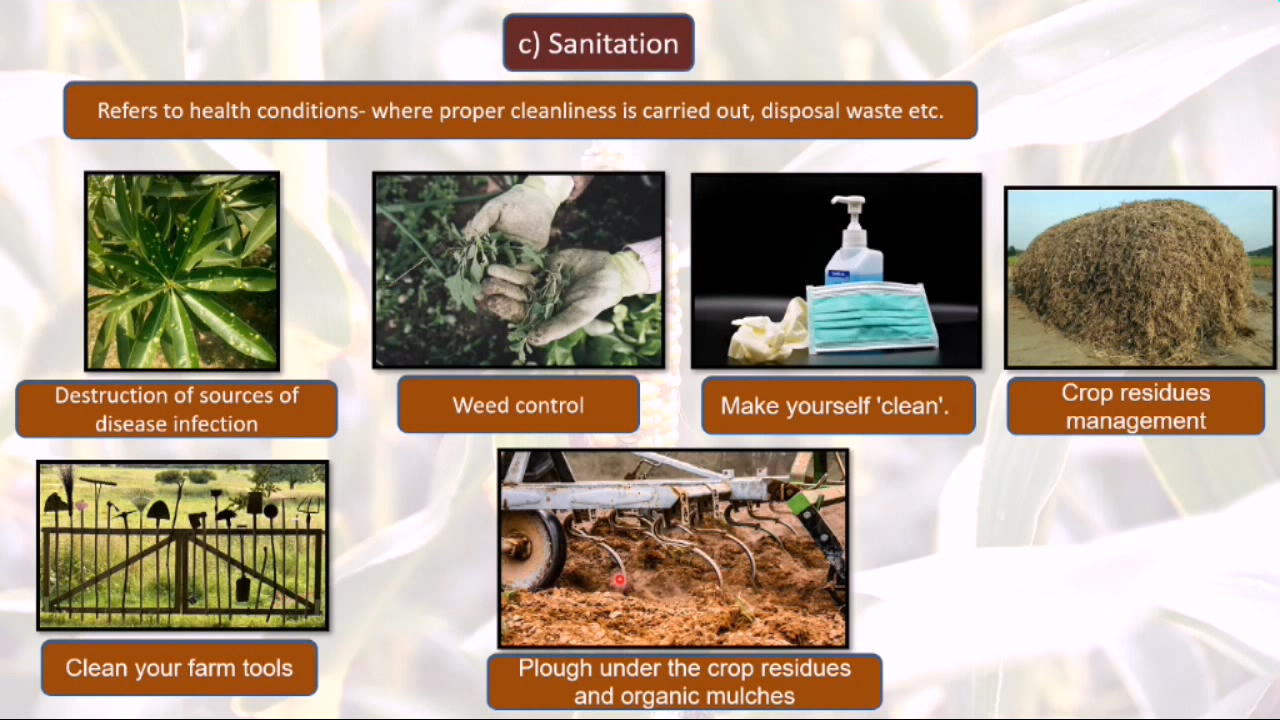 c) Sanitation
Refers to health conditions- where proper cleanliness is carried out, disposal waste etc.
Destruction of sources of
disease infection
Weed control
Make yourself 'clean'.
Crop residues
management
Clean your farm tools
Plough under the crop residues
and organic mulches